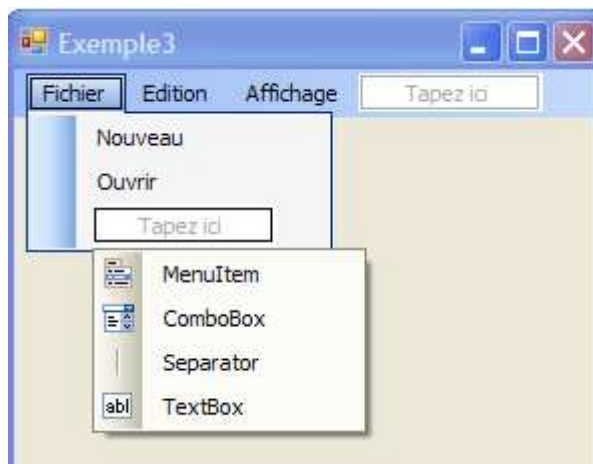 Exemple3
Fichier Edition Affichage Tapez ici
Nouveau
Ouvrir
Tapez ici
MenuItem
ComboBox
Separator
abl TextBox